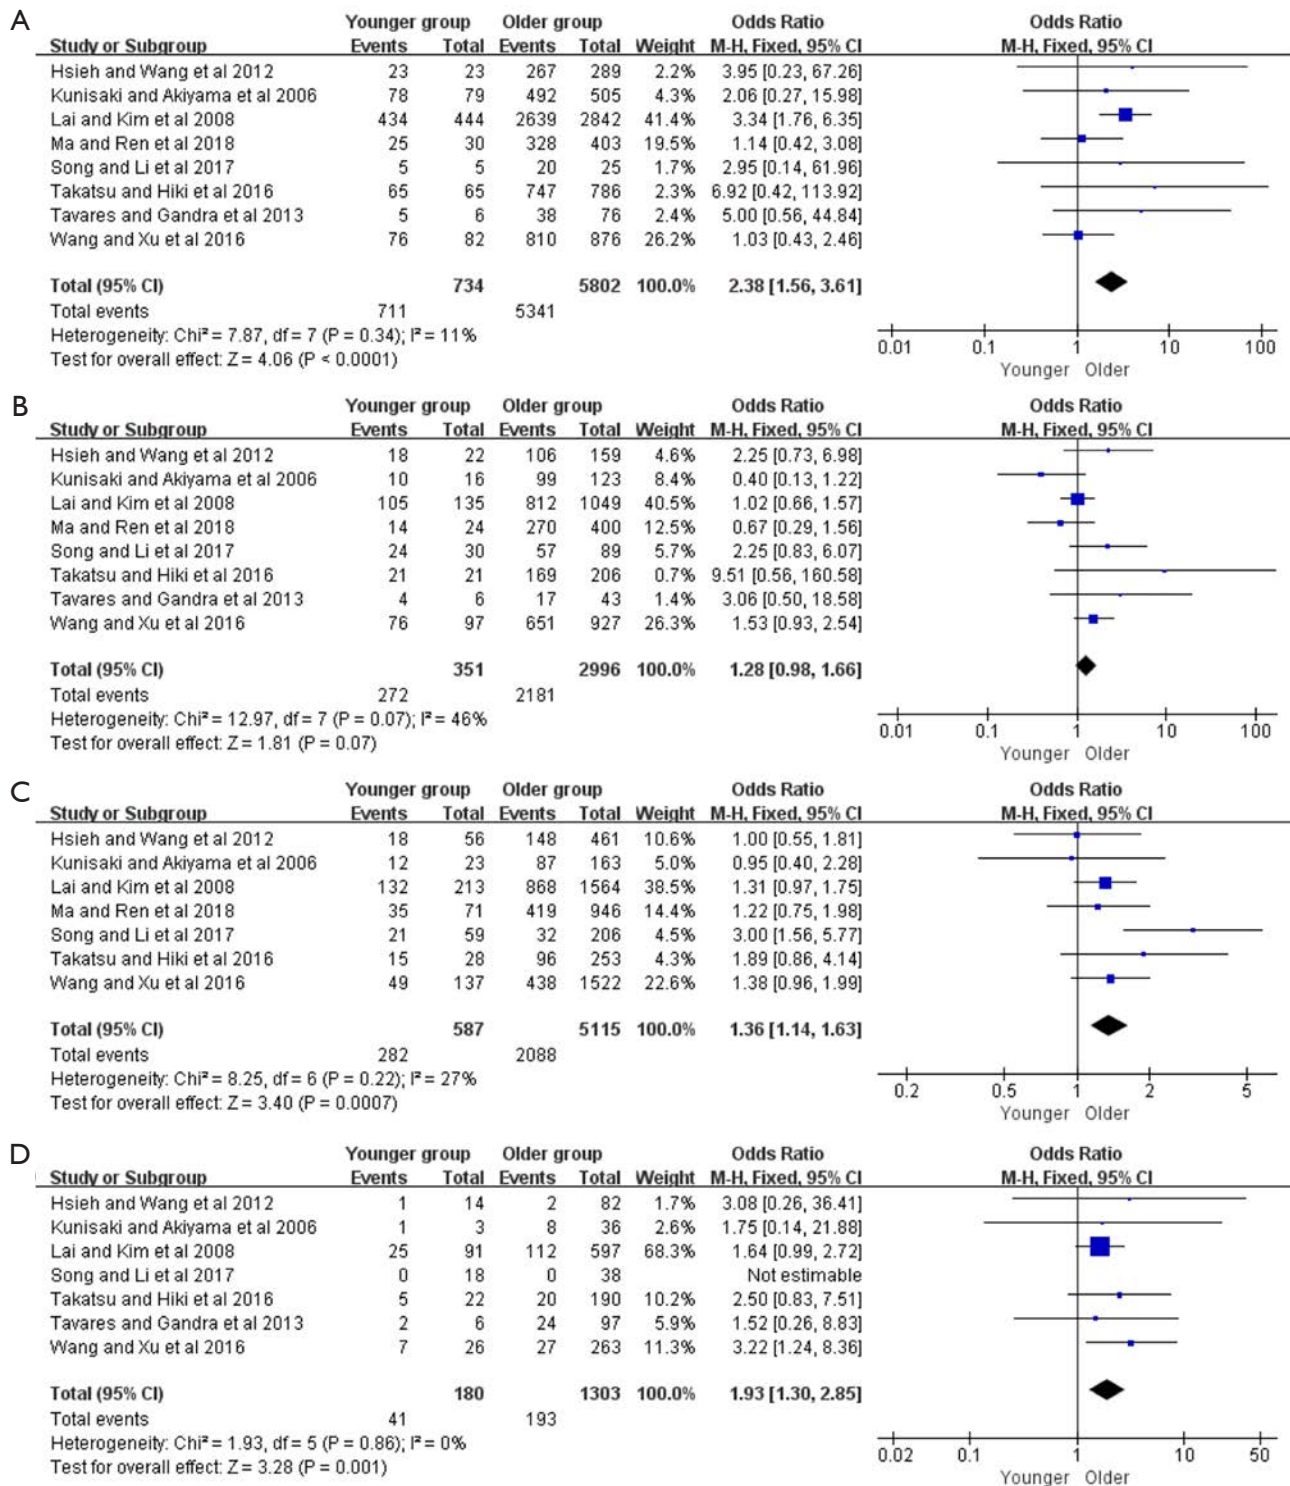 A
Younger group Older group Odds Ratio Odds Ratio
Study or Subgroup Events Total Events Total Weight M-H, Fixed, 95% CI M-H, Fixed, 95% CI
Hsieh and Wang et al 2012 23 23 267 289 2.2% 3.95 [0.23, 67.26]
Kunisaki and Akiyama et al 2006 78 79 492 505 4.3% 2.06 [0.27, 15.98]
Lai and Kim et al 2008 434 444 2639 2842 41.4% 3.34 [1.76, 6.35]
Ma and Ren et al 2018 25 30 328 403 19.5% 1.14 [0.42, 3.08]
Song and Li et al 2017 5 5 20 25 1.7% 2.95 [0.14, 61.96]
Takatsu and Hiki et al 2016 65 65 747 786 2.3% 6.92 [0.42, 113.92]
Tavares and Gandra et al 2013 5 6 38 76 2.4% 5.00 [0.56, 44.84]
Wang and Xu et al 2016 76 82 810 876 26.2% 1.03 [0.43, 2.46]
Total (95% CI) 734 5802 100.0% 2.38 [1.56, 3.61]
Total events 711 5341
Heterogeneity: Chi² = 7.87, df = 7 (P = 0.34); I² = 11%
Test for overall effect: Z = 4.06 (P < 0.0001)
0.01 0.1 1 10 100
Younger Older
B
Younger group Older group Odds Ratio Odds Ratio
Study or Subgroup Events Total Events Total Weight M-H, Fixed, 95% CI M-H, Fixed, 95% CI
Hsieh and Wang et al 2012 18 22 106 159 4.6% 2.25 [0.73, 6.98]
Kunisaki and Akiyama et al 2006 10 16 99 123 8.4% 0.40 [0.13, 1.22]
Lai and Kim et al 2008 105 135 812 1049 40.5% 1.02 [0.66, 1.57]
Ma and Ren et al 2018 14 24 270 400 12.5% 0.67 [0.29, 1.56]
Song and Li et al 2017 24 30 57 89 5.7% 2.25 [0.83, 6.07]
Takatsu and Hiki et al 2016 21 21 169 206 0.7% 9.51 [0.56, 160.58]
Tavares and Gandra et al 2013 4 6 17 43 1.4% 3.06 [0.50, 18.58]
Wang and Xu et al 2016 76 97 651 927 26.3% 1.53 [0.93, 2.54]
Total (95% CI) 351 2996 100.0% 1.28 [0.98, 1.66]
Total events 272 2181
Heterogeneity: Chi² = 12.97, df = 7 (P = 0.07); I² = 46%
Test for overall effect: Z = 1.81 (P = 0.07)
0.01 0.1 1 10 100
Younger Older
C
Younger group Older group Odds Ratio Odds Ratio
Study or Subgroup Events Total Events Total Weight M-H, Fixed, 95% CI M-H, Fixed, 95% CI
Hsieh and Wang et al 2012 18 56 148 461 10.6% 1.00 [0.55, 1.81]
Kunisaki and Akiyama et al 2006 12 23 87 163 5.0% 0.95 [0.40, 2.28]
Lai and Kim et al 2008 132 213 868 1564 38.5% 1.31 [0.97, 1.75]
Ma and Ren et al 2018 35 71 419 946 14.4% 1.22 [0.75, 1.98]
Song and Li et al 2017 21 59 32 206 4.5% 3.00 [1.56, 5.77]
Takatsu and Hiki et al 2016 15 28 96 253 4.3% 1.89 [0.86, 4.14]
Wang and Xu et al 2016 49 137 438 1522 22.6% 1.38 [0.96, 1.99]
Total (95% CI) 587 5115 100.0% 1.36 [1.14, 1.63]
Total events 282 2088
Heterogeneity: Chi² = 8.25, df = 6 (P = 0.22); I² = 27%
Test for overall effect: Z = 3.40 (P = 0.0007)
0.2 0.5 1 2 5
Younger Older
D
Younger group Older group Odds Ratio Odds Ratio
Study or Subgroup Events Total Events Total Weight M-H, Fixed, 95% CI M-H, Fixed, 95% CI
Hsieh and Wang et al 2012 1 14 2 82 1.7% 3.08 [0.26, 36.41]
Kunisaki and Akiyama et al 2006 1 3 8 36 2.6% 1.75 [0.14, 21.88]
Lai and Kim et al 2008 25 91 112 597 68.3% 1.64 [0.99, 2.72]
Song and Li et al 2017 0 18 0 38 Not estimable
Takatsu and Hiki et al 2016 5 22 20 190 10.2% 2.50 [0.83, 7.51]
Tavares and Gandra et al 2013 2 6 24 97 5.9% 1.52 [0.26, 8.83]
Wang and Xu et al 2016 7 26 27 263 11.3% 3.22 [1.24, 8.36]
Total (95% CI) 180 1303 100.0% 1.93 [1.30, 2.85]
Total events 41 193
Heterogeneity: Chi² = 1.93, df = 5 (P = 0.86); I² = 0%
Test for overall effect: Z = 3.28 (P = 0.001)
0.02 0.1 1 10 50
Younger Older